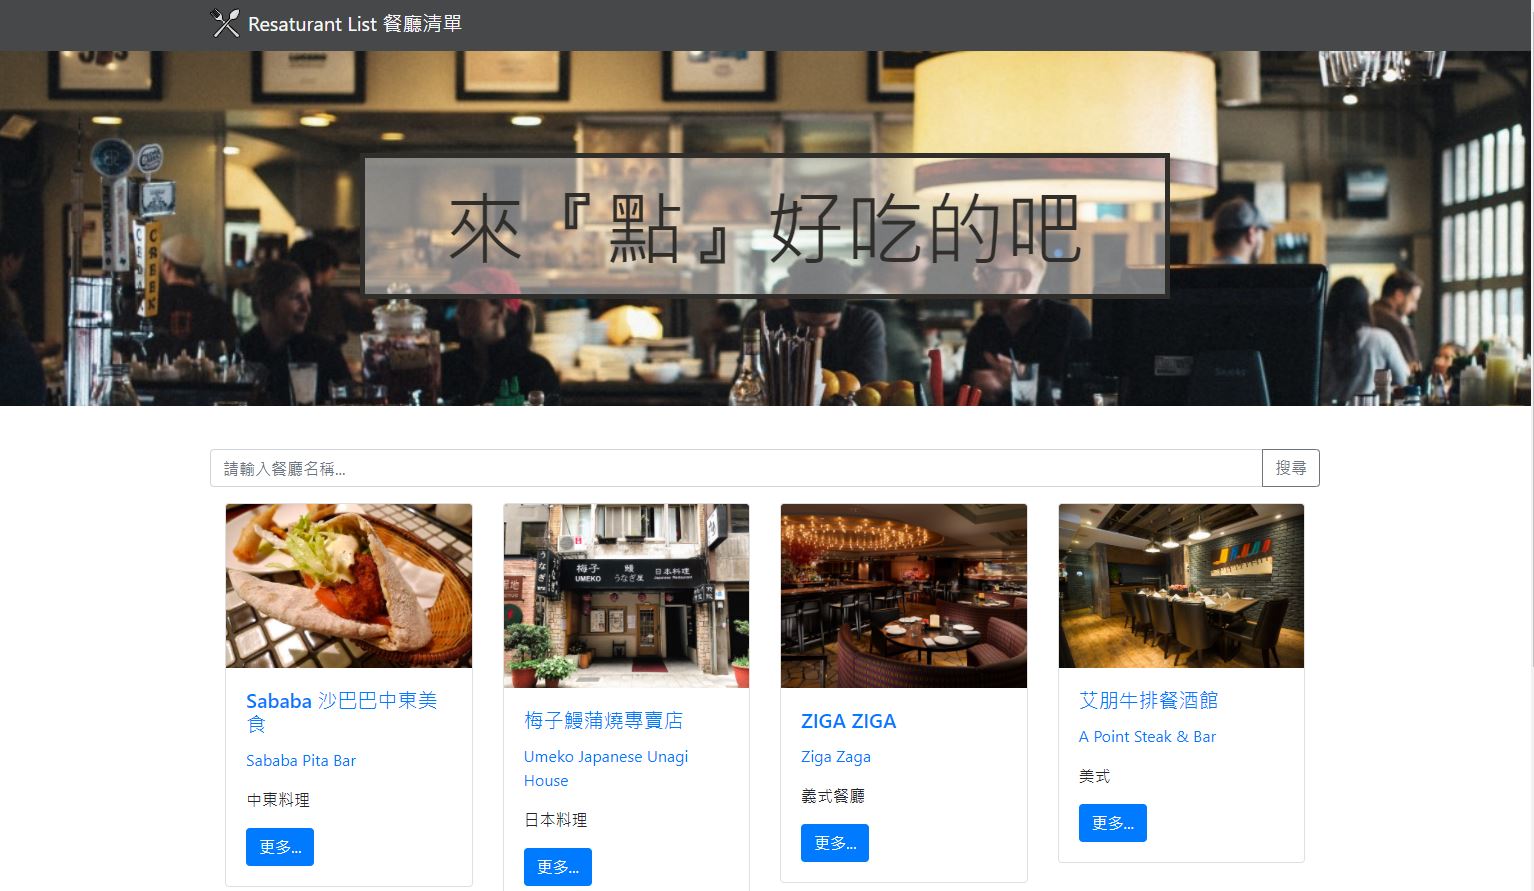 Resaturant List 餐廳清單
來『點』好吃的吧
請輸入餐廳名稱...
搜尋
梅子 鰻 日本料理
UMEKO うなぎ屋 Japanese Restaurant
Sababa 沙巴巴中東美
食
Sababa Pita Bar
中東料理
更多...
梅子鰻蒲燒專賣店
Umeko Japanese Unagi
House
日本料理
更多...
ZIGA ZIGA
Ziga Zaga
義式餐廳
更多...
艾朋牛排餐酒館
A Point Steak & Bar
美式
更多...